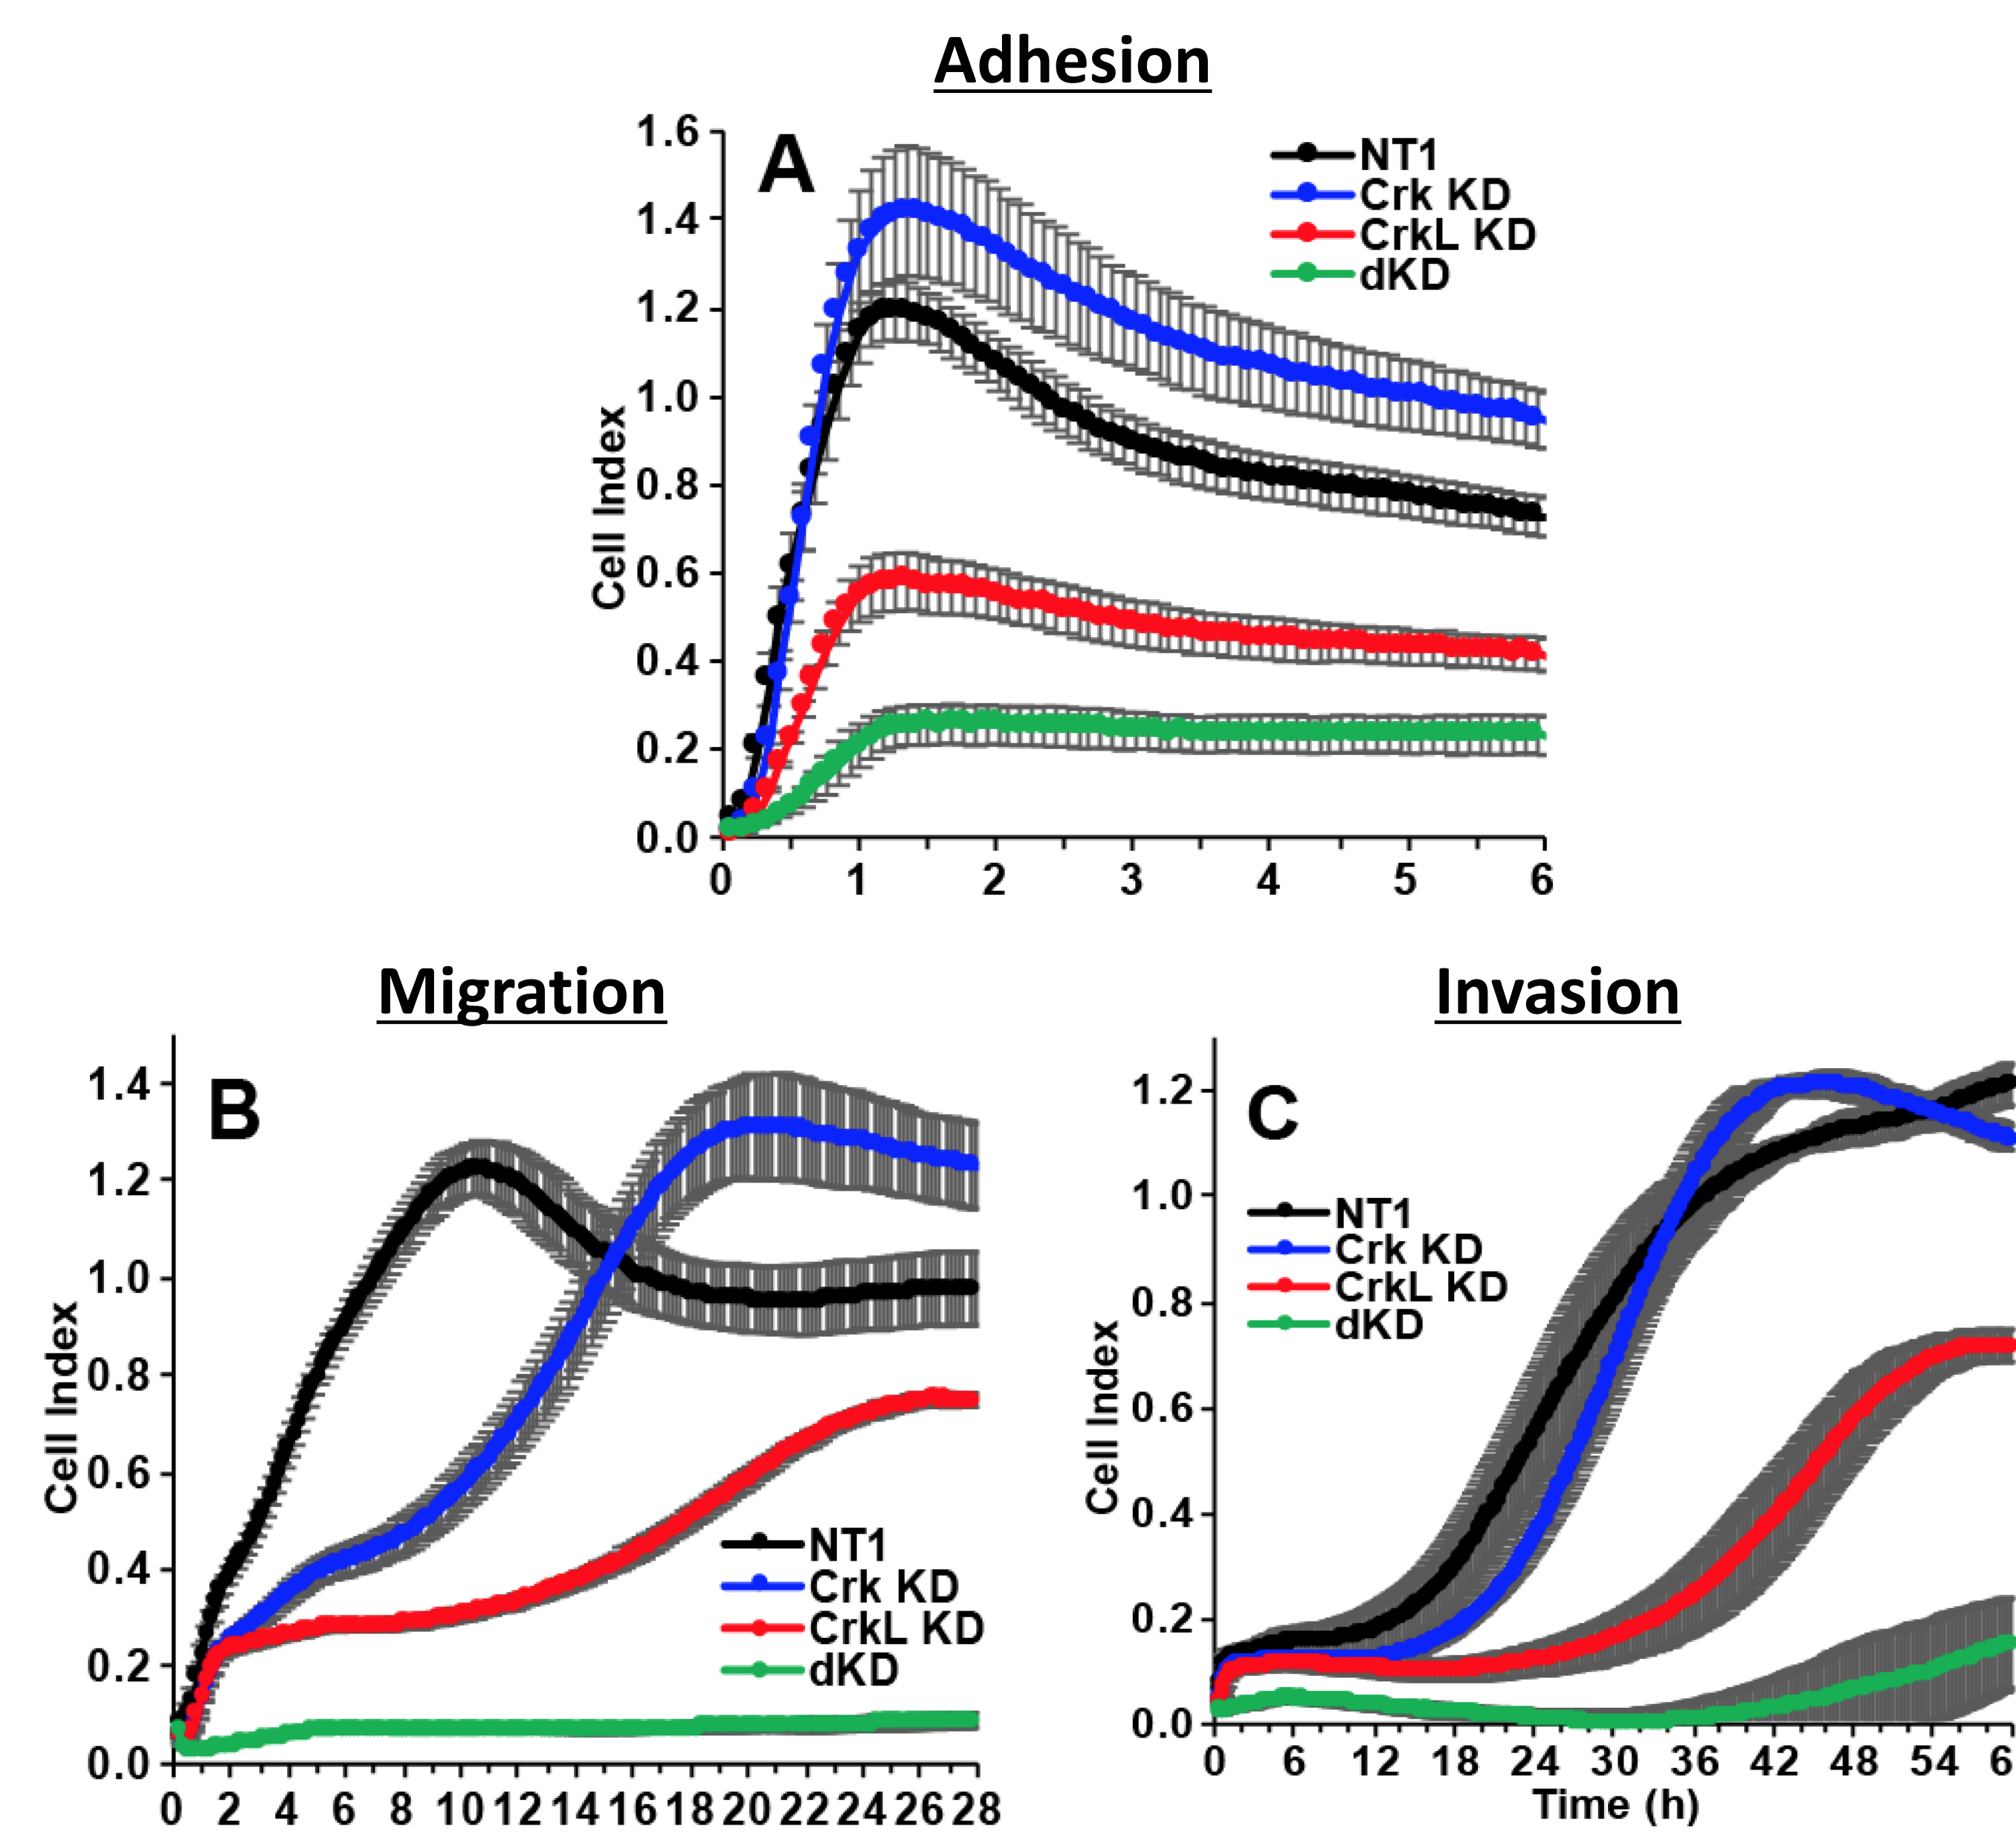 Adhesion
A
1.6
1.4
1.2
1.0
0.8
0.6
0.4
0.2
0.0
Cell Index
NT1
Crk KD
CrkL KD
dKD
0 1 2 3 4 5 6
Migration
B
1.4
1.2
1.0
0.8
0.6
0.4
0.2
0.0
Cell Index
NT1
Crk KD
CrkL KD
dKD
0 2 4 6 8 10 12 14 16 18 20 22 24 26 28
Invasion
C
1.2
1.0
0.8
0.6
0.4
0.2
0.0
Cell Index
NT1
Crk KD
CrkL KD
dKD
0 6 12 18 24 30 36 42 48 54 6
Time (h)